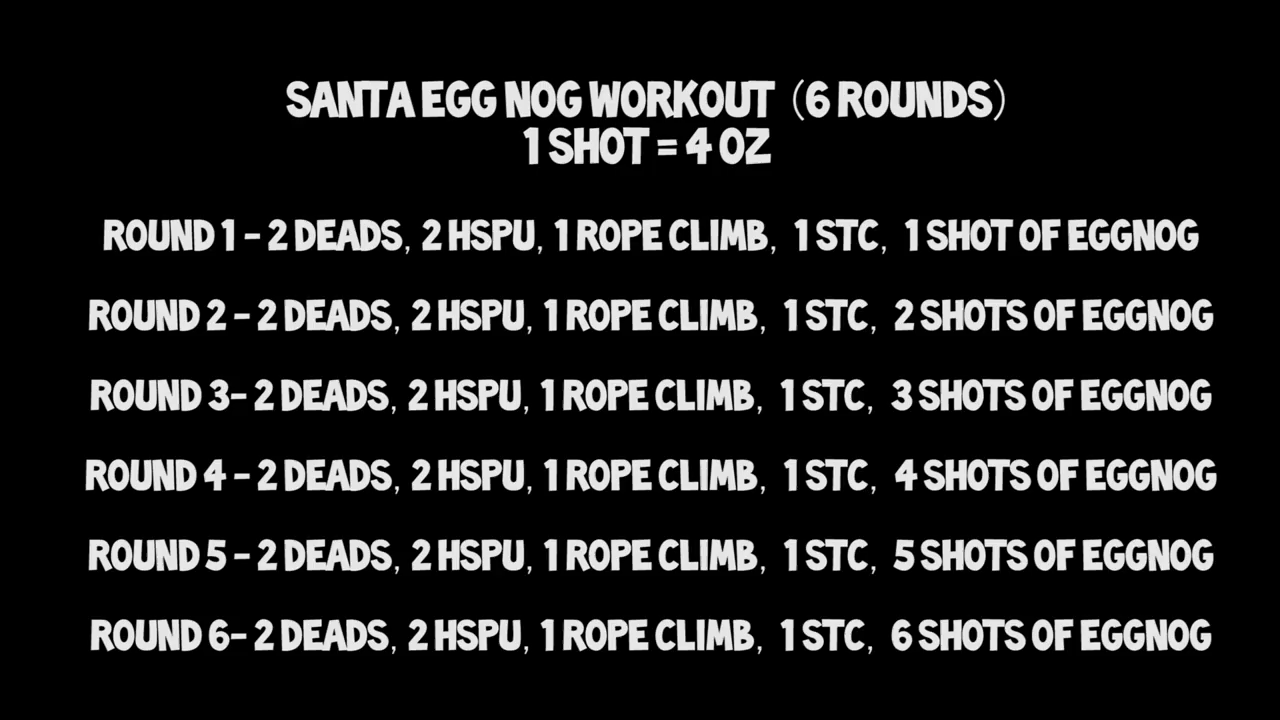 SANTA EGG NOG WORKOUT (6 ROUNDS)
1 SHOT = 4 OZ
ROUND 1 - 2 DEADS, 2 HSPU, 1 ROPE CLIMB, 1 STC, 1 SHOT OF EGGNOG
ROUND 2 - 2 DEADS, 2 HSPU, 1 ROPE CLIMB, 1 STC, 2 SHOTS OF EGGNOG
ROUND 3- 2 DEADS, 2 HSPU, 1 ROPE CLIMB, 1 STC, 3 SHOTS OF EGGNOG
ROUND 4 - 2 DEADS, 2 HSPU, 1 ROPE CLIMB, 1 STC, 4 SHOTS OF EGGNOG
ROUND 5 - 2 DEADS, 2 HSPU, 1 ROPE CLIMB, 1 STC, 5 SHOTS OF EGGNOG
ROUND 6- 2 DEADS, 2 HSPU, 1 ROPE CLIMB, 1 STC, 6 SHOTS OF EGGNOG